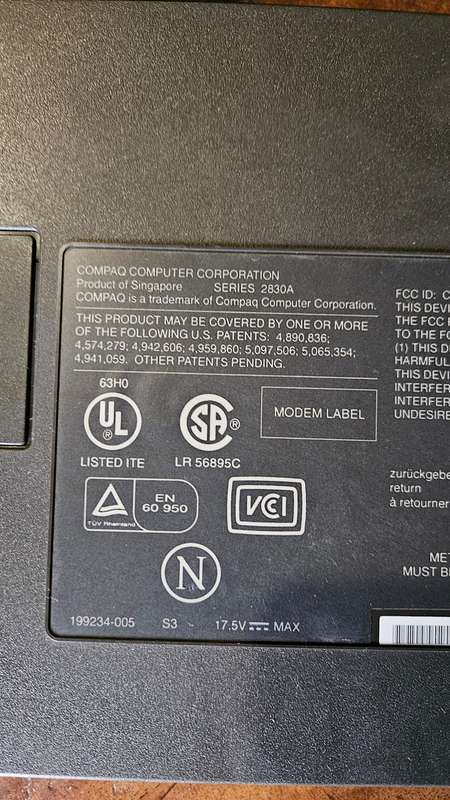 COMPAQ COMPUTER CORPORATION
Product of Singapore SERIES 2830A
COMPAQ is a trademark of Compaq Computer Corporation.
THIS PRODUCT MAY BE COVERED BY ONE OR MORE
OF THE FOLLOWING U.S. PATENTS: 4,890,836;
4,574,279; 4,942,606; 4,959,860; 5,097,506; 5,065,354;
4,941,059. OTHER PATENTS PENDING.
63H0
UL ®
LISTED ITE
SA ®
LR 56895C
MODEM LABEL
TÜV Rheinland
EN
60 950
VCI
N
199234-005 S3 17.5V MAX
FCC ID: C
THIS DEVI
THE FCC
TO THE FO
(1) THIS D
HARMFUL
THIS DEVI
INTERFER
INTERFER
UNDESIRE
zurückgebe
return
à retourner
MET
MUST BE